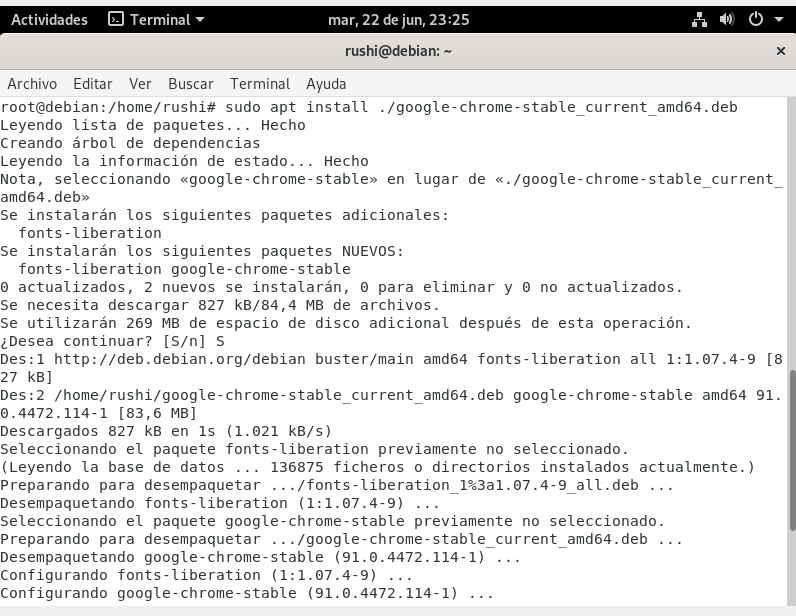 Actividades Terminal mar, 22 de jun, 23:25
rushi@debian: ~
Archivo Editar Ver Buscar Terminal Ayuda
root@debian:/home/rushi# sudo apt install ./google-chrome-stable_current_amd64.deb
Leyendo lista de paquetes... Hecho
Creando árbol de dependencias
Leyendo la información de estado... Hecho
Nota, seleccionando «google-chrome-stable» en lugar de «./google-chrome-stable_current_
amd64.deb»
Se instalarán los siguientes paquetes adicionales:
  fonts-liberation
Se instalarán los siguientes paquetes NUEVOS:
  fonts-liberation google-chrome-stable
0 actualizados, 2 nuevos se instalarán, 0 para eliminar y 0 no actualizados.
Se necesita descargar 827 kB/84,4 MB de archivos.
Se utilizarán 269 MB de espacio de disco adicional después de esta operación.
¿Desea continuar? [S/n] S
Des:1 http://deb.debian.org/debian buster/main amd64 fonts-liberation all 1:1.07.4-9 [8
27 kB]
Des:2 /home/rushi/google-chrome-stable_current_amd64.deb google-chrome-stable amd64 91.
0.4472.114-1 [83,6 MB]
Descargados 827 kB en 1s (1.021 kB/s)
Seleccionando el paquete fonts-liberation previamente no seleccionado.
(Leyendo la base de datos ... 136875 ficheros o directorios instalados actualmente.)
Preparando para desempaquetar .../fonts-liberation_1%3a1.07.4-9_all.deb ...
Desempaquetando fonts-liberation (1:1.07.4-9) ...
Seleccionando el paquete google-chrome-stable previamente no seleccionado.
Preparando para desempaquetar .../google-chrome-stable_current_amd64.deb ...
Desempaquetando google-chrome-stable (91.0.4472.114-1) ...
Configurando fonts-liberation (1:1.07.4-9) ...
Configurando google-chrome-stable (91.0.4472.114-1) ...